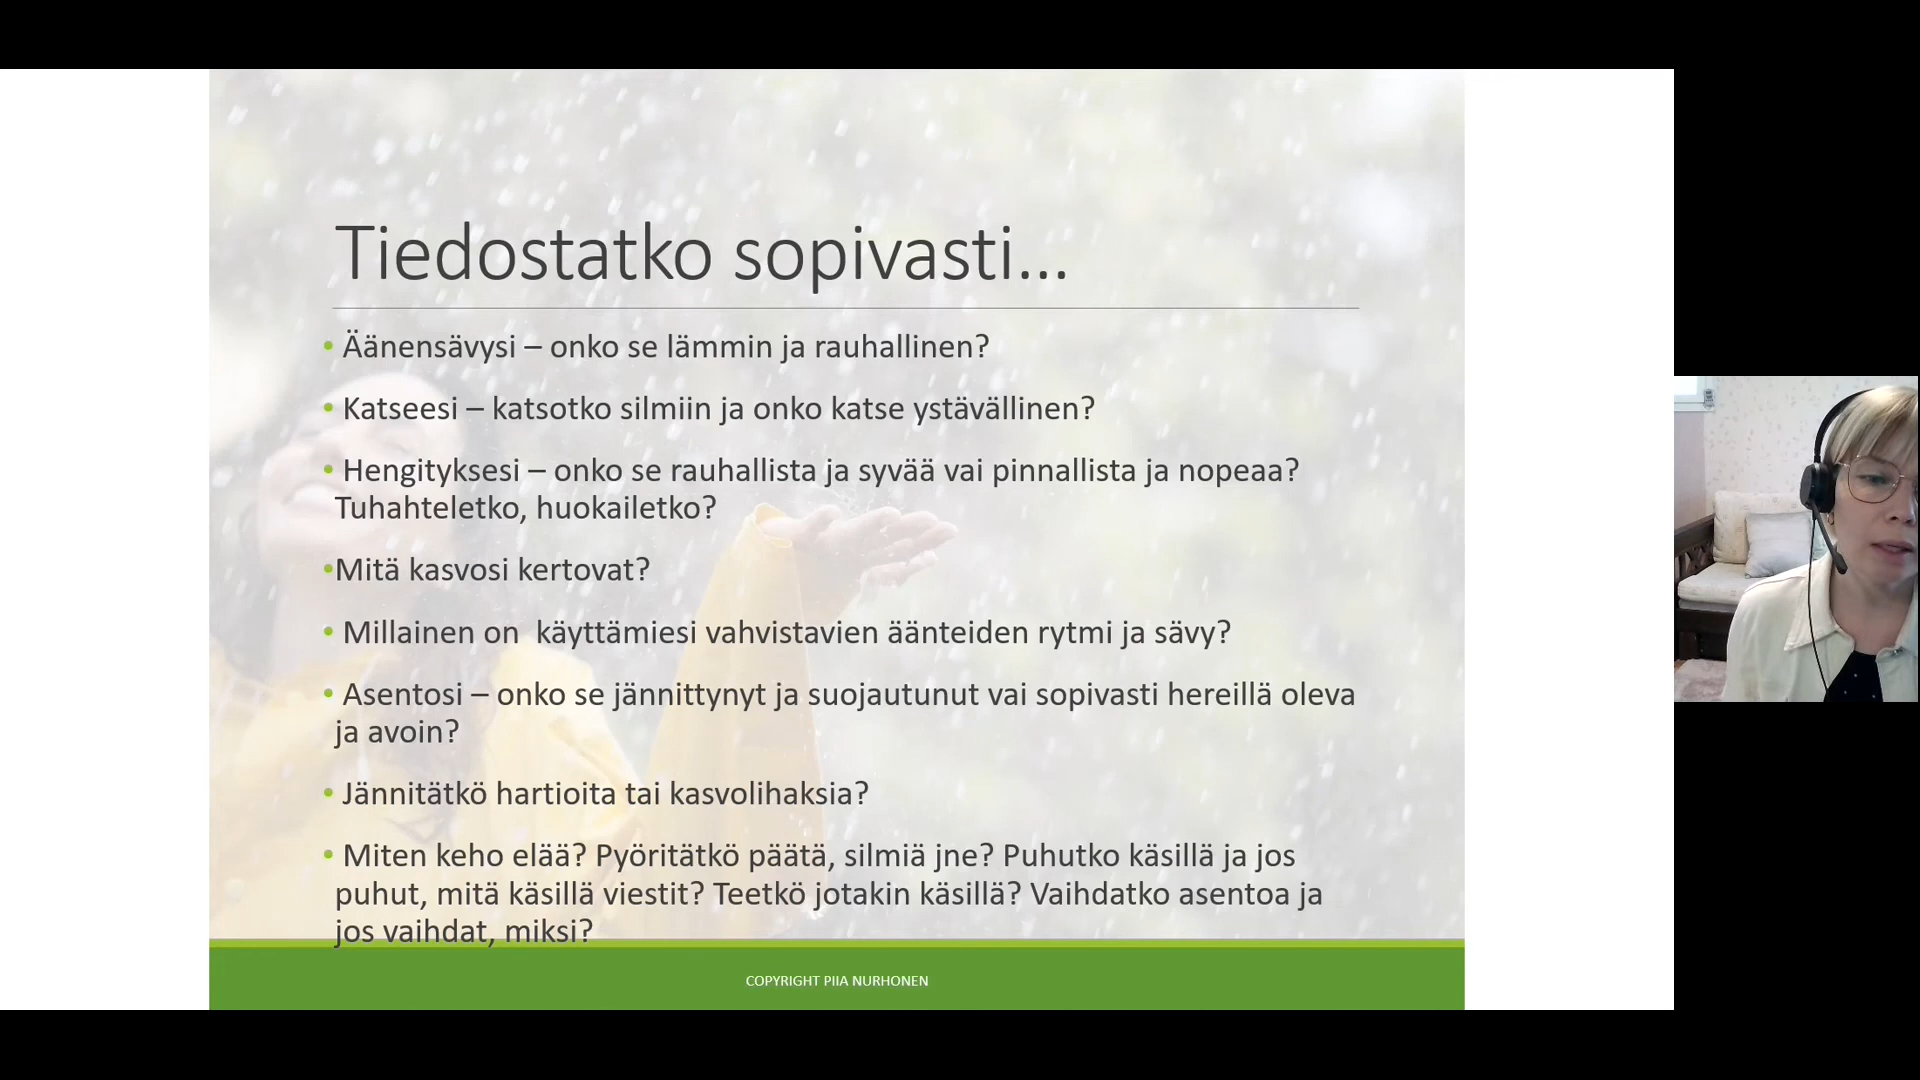 Tiedostatko sopivasti...
• Äänensävysi – onko se lämmin ja rauhallinen?
• Katseesi – katsotko silmiin ja onko katse ystävällinen?
• Hengityksesi – onko se rauhallista ja syvää vai pinnallista ja nopeaa?
Tuhahteletko, huokailetko?
•Mitä kasvosi kertovat?
• Millainen on  käyttämiesi vahvistavien äänteiden rytmi ja sävy?
• Asentosi – onko se jännittynyt ja suojautunut vai sopivasti hereillä oleva
ja avoin?
• Jännitätkö hartioita tai kasvolihaksia?
• Miten keho elää? Pyöritätkö päätä, silmiä jne? Puhutko käsillä ja jos
puhut, mitä käsillä viestit? Teetkö jotakin käsillä? Vaihdatko asentoa ja
jos vaihdat, miksi?
COPYRIGHT PIIA NURHONEN